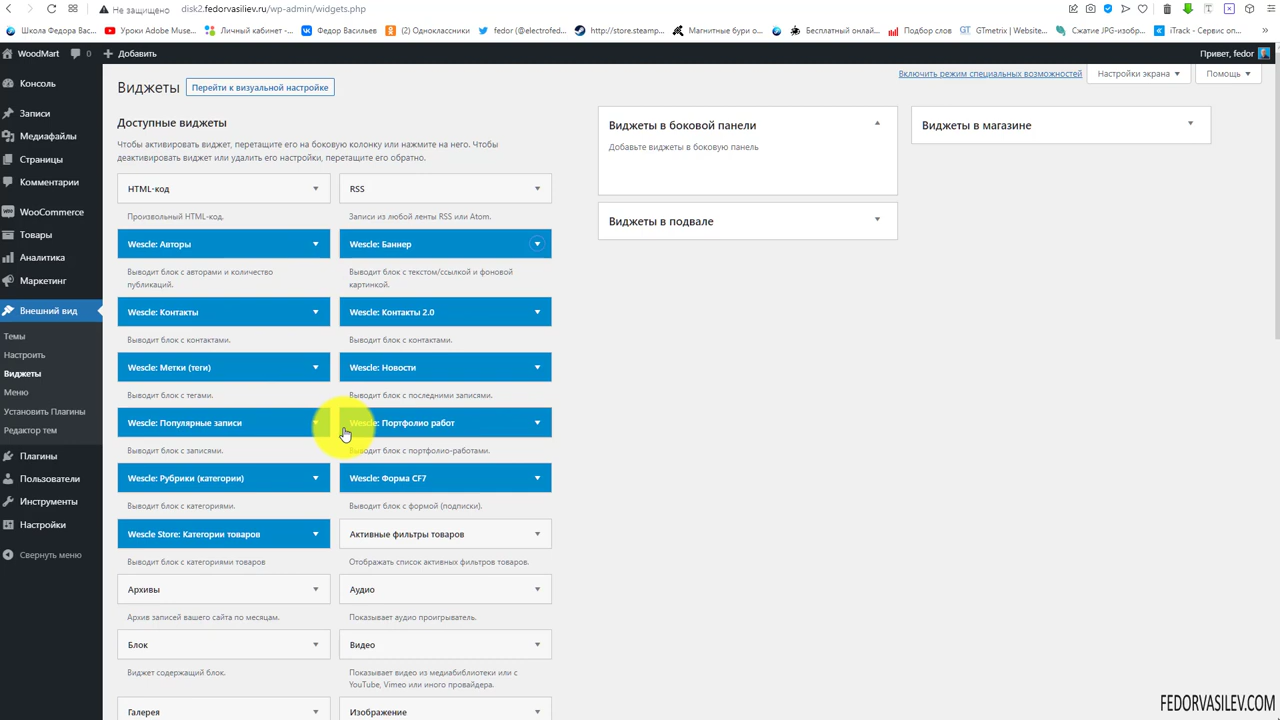 Не защищено
disk2.fedorvasiliev.ru/wp-admin/widgets.php
Школа Федора Вас...
Уроки Adobe Muse...
Личный кабинет -...
Федор Васильев
(2) Одноклассники
fedor (@electrofed...
http://store.steamp...
Магнитные бури о...
Бесплатный онлай...
Подбор слов
GTmetrix | Website...
Сжатие JPG-изобр...
iTrack - Сервис оп...
WoodMart
0
Добавить
Привет, fedor
Консоль
Записи
Медиафайлы
Страницы
Комментарии
WooCommerce
Товары
Аналитика
Маркетинг
Внешний вид
Темы
Настроить
Виджеты
Меню
Установить Плагины
Редактор тем
Плагины
Пользователи
Инструменты
Настройки
Свернуть меню
Включить режим специальных возможностей
Настройки экрана
Помощь
Виджеты
Перейти к визуальной настройке
Доступные виджеты
Чтобы активировать виджет, перетащите его на боковую колонку или нажмите на него. Чтобы
деактивировать виджет или удалить его настройки, перетащите его обратно.
HTML-код
RSS
Произвольный HTML-код.
Записи из любой ленты RSS или Atom.
Wescle: Авторы
Wescle: Баннер
Выводит блок с авторами и количество
публикаций.
Выводит блок с текстом/ссылкой и фоновой
картинкой.
Wescle: Контакты
Wescle: Контакты 2.0
Выводит блок с контактами.
Выводит блок с контактами.
Wescle: Метки (теги)
Wescle: Новости
Выводит блок с тегами.
Выводит блок с последними записями.
Wescle: Популярные записи
Wescle: Портфолио работ
Выводит блок с записями.
Выводит блок с портфолио-работами.
Wescle: Рубрики (категории)
Wescle: Форма CF7
Выводит блок с категориями.
Выводит блок с формой (подписки).
Wescle Store: Категории товаров
Активные фильтры товаров
Выводит блок с категориями товаров
Отображать список активных фильтров товаров.
Архивы
Аудио
Архив записей вашего сайта по месяцам.
Показывает аудио проигрыватель.
Блок
Видео
Виджет содержащий блок.
Показывает видео из медиабиблиотеки или с
YouTube, Vimeo или иного провайдера.
Галерея
Изображение
Виджеты в боковой панели
Добавьте виджеты в боковую панель
Виджеты в подвале
Виджеты в магазине
FEDORVASILEV.COM